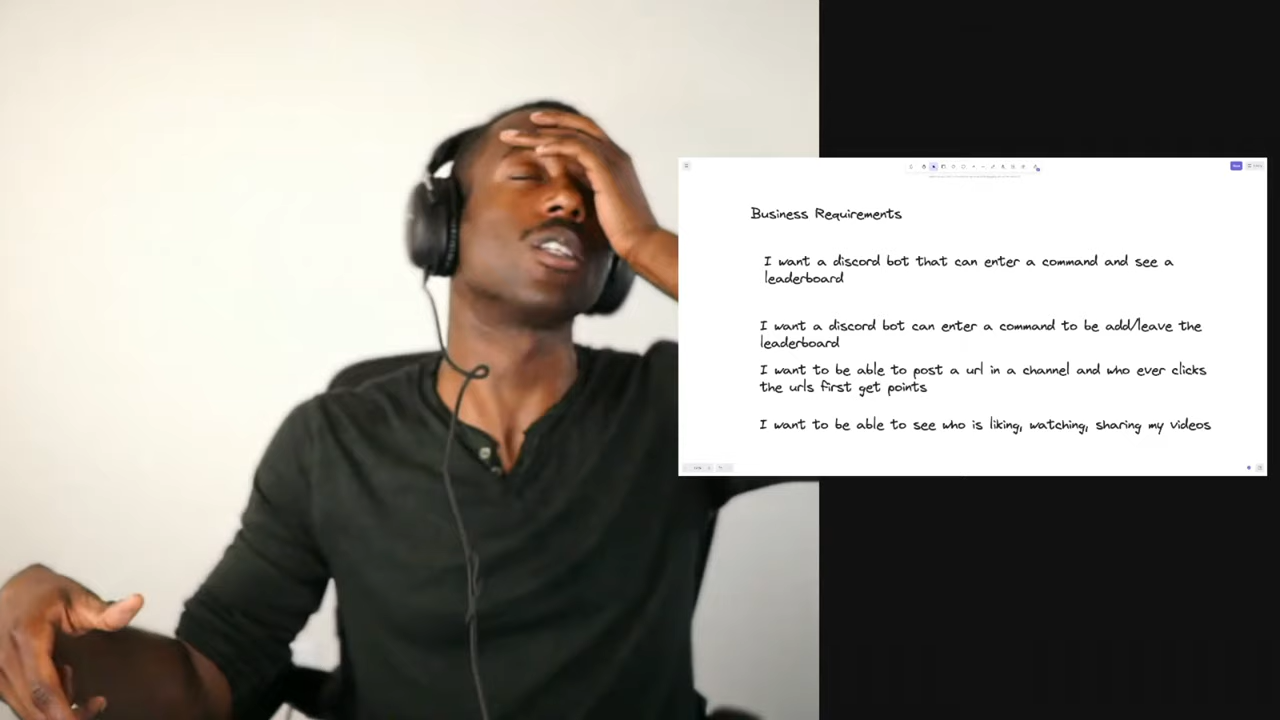 Business Requirements
I want a discord bot that can enter a command and see a
leaderboard
I want a discord bot can enter a command to be add/leave the
leaderboard
I want to be able to post a url in a channel and who ever clicks
the urls first get points
I want to be able to see who is liking, watching, sharing my videos